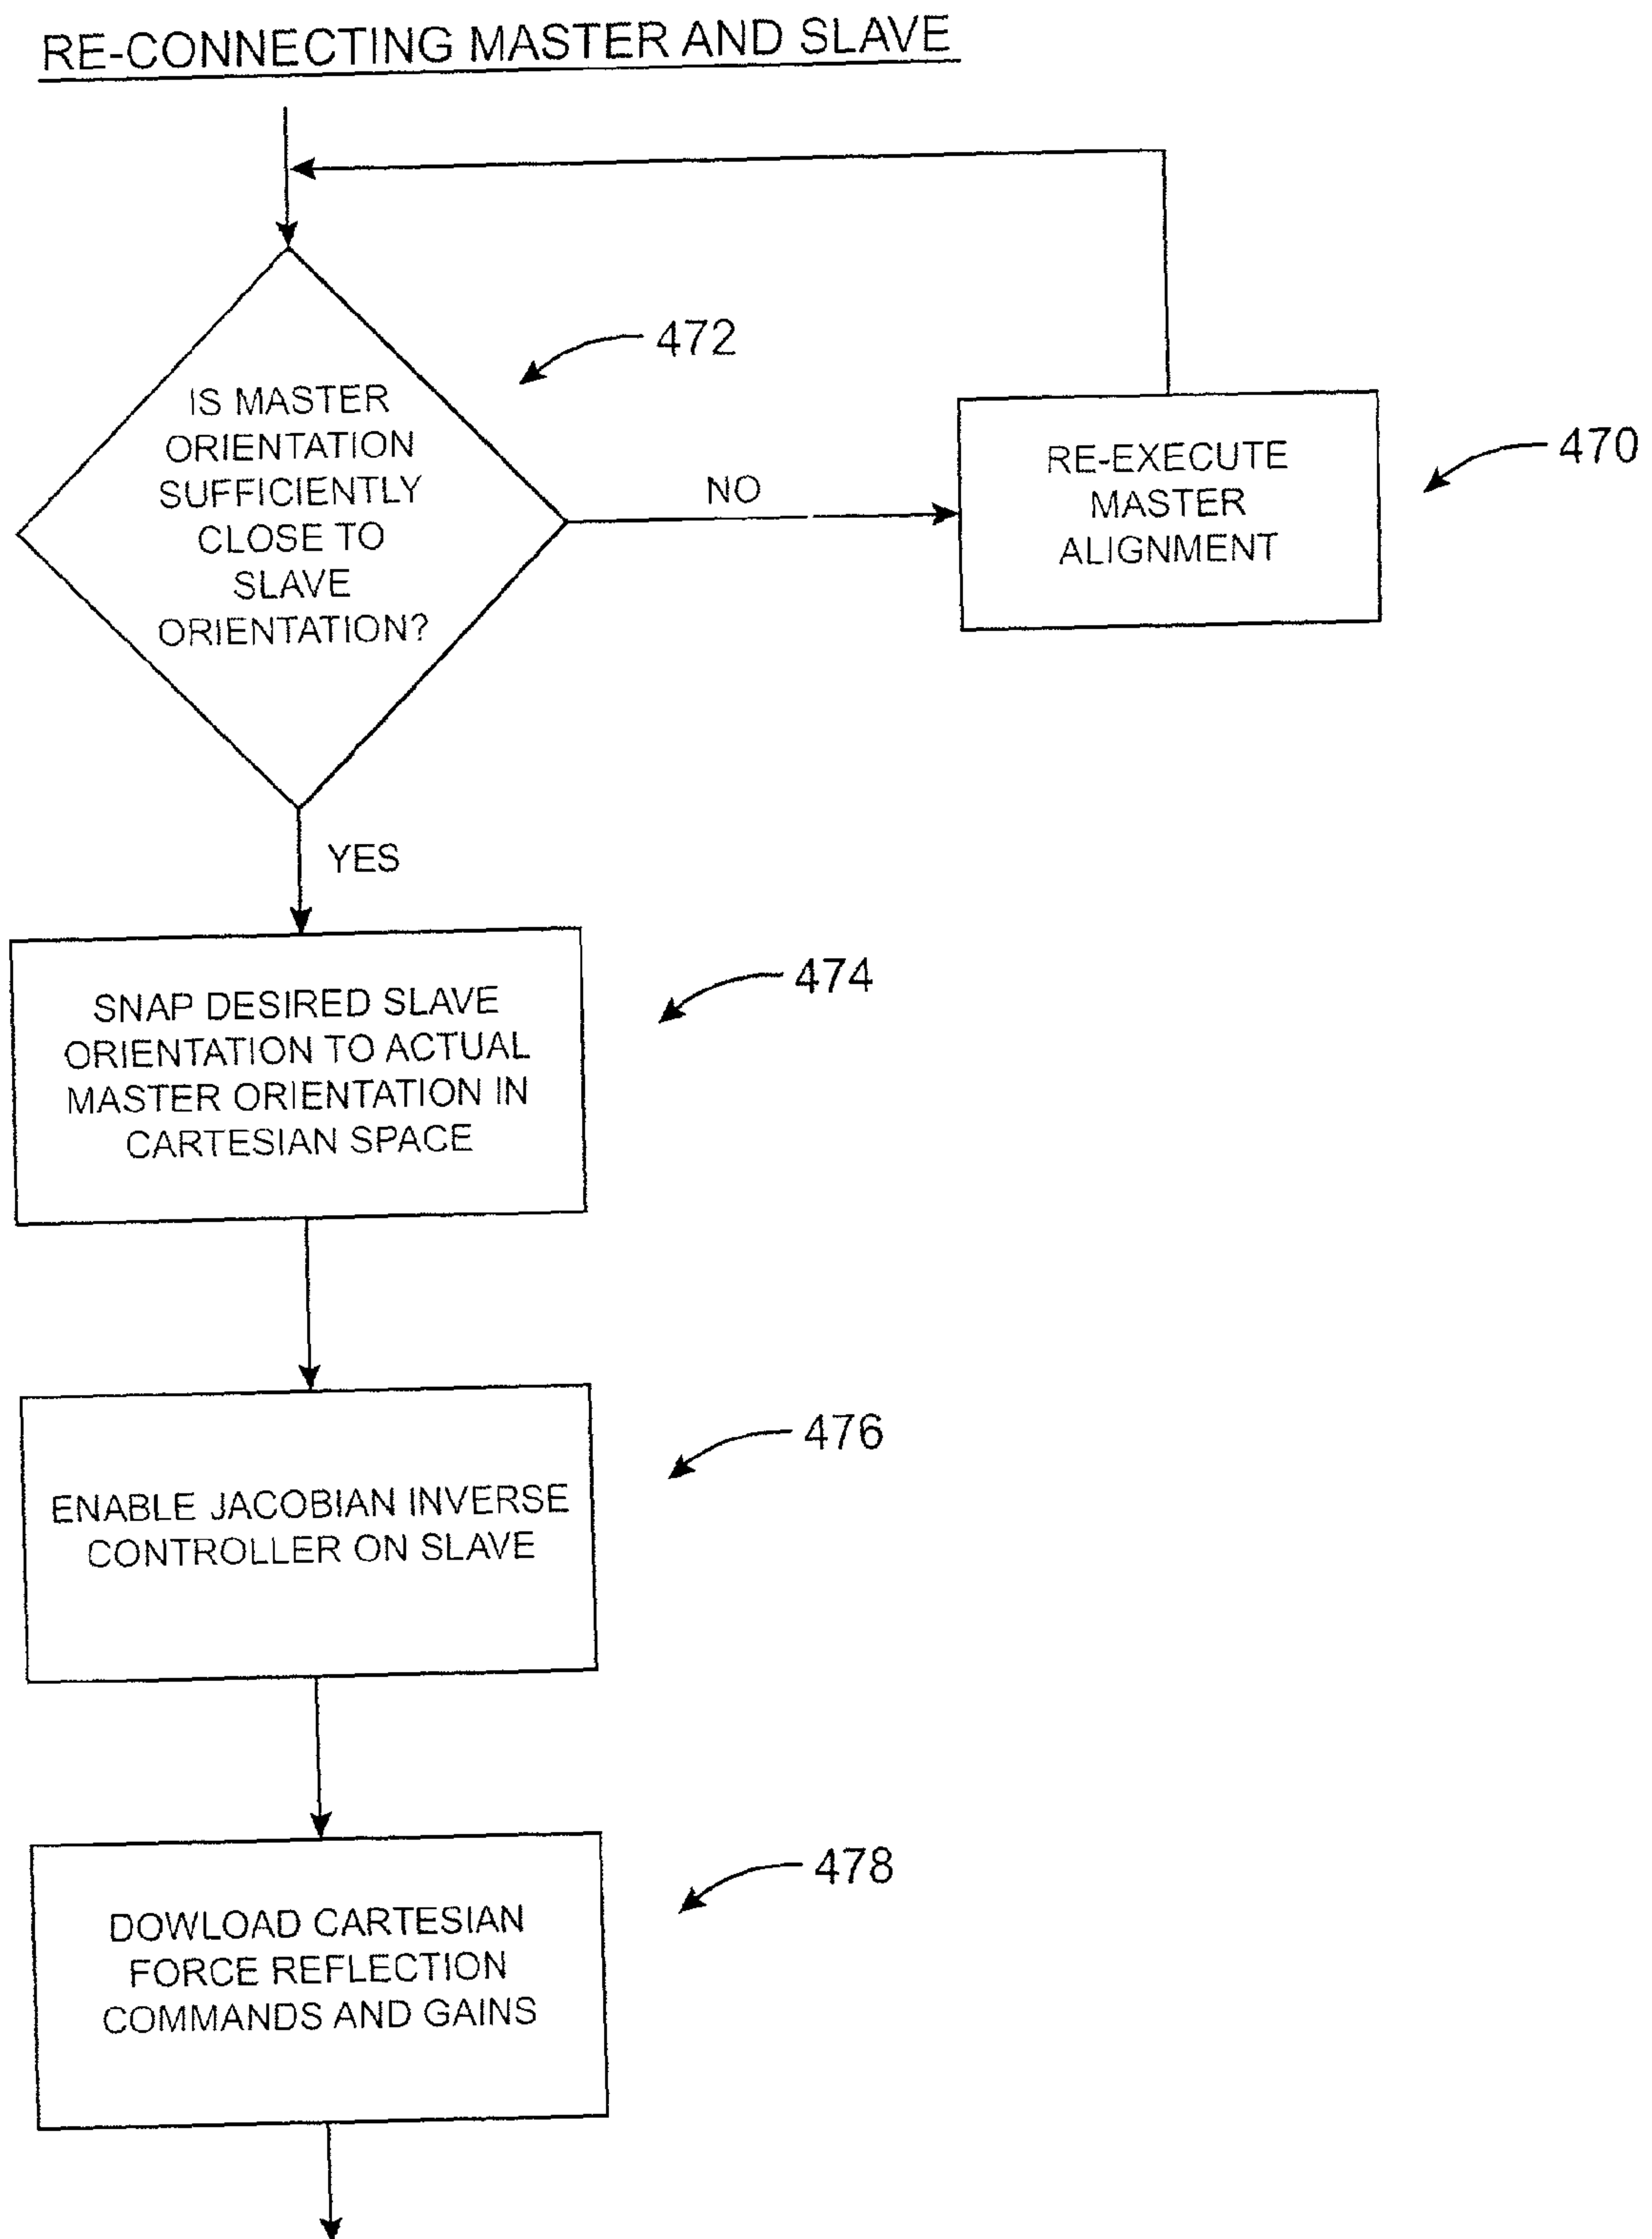 RE-CONNECTING MASTER AND SLAVE
472
IS MASTER
ORIENTATION
SUFFICIENTLY
CLOSE TO
SLAVE
ORIENTATION?
NO
RE-EXECUTE
MASTER
ALIGNMENT
470
YES
474
SNAP DESIRED SLAVE
ORIENTATION TO ACTUAL
MASTER ORIENTATION IN
CARTESIAN SPACE
476
ENABLE JACOBIAN INVERSE
CONTROLLER ON SLAVE
478
DOWLOAD CARTESIAN
FORCE REFLECTION
COMMANDS AND GAINS